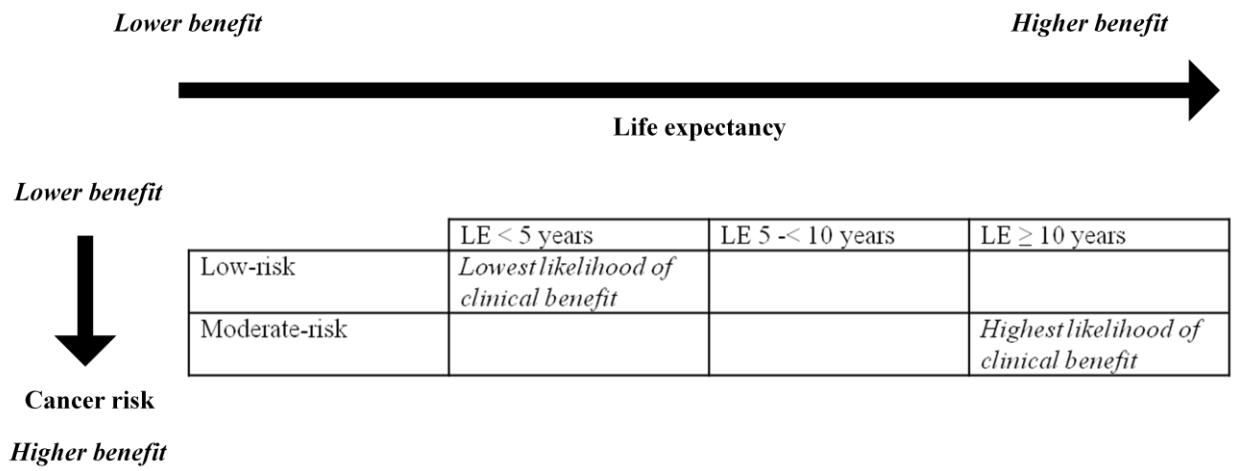 Lower benefit
Higher benefit
Life expectancy
Lower benefit
LE < 5 years
LE 5 -< 10 years
LE ≥ 10 years
Low-risk
Lowest likelihood of
clinical benefit
Moderate-risk
Highest likelihood of
clinical benefit
Cancer risk
Higher benefit